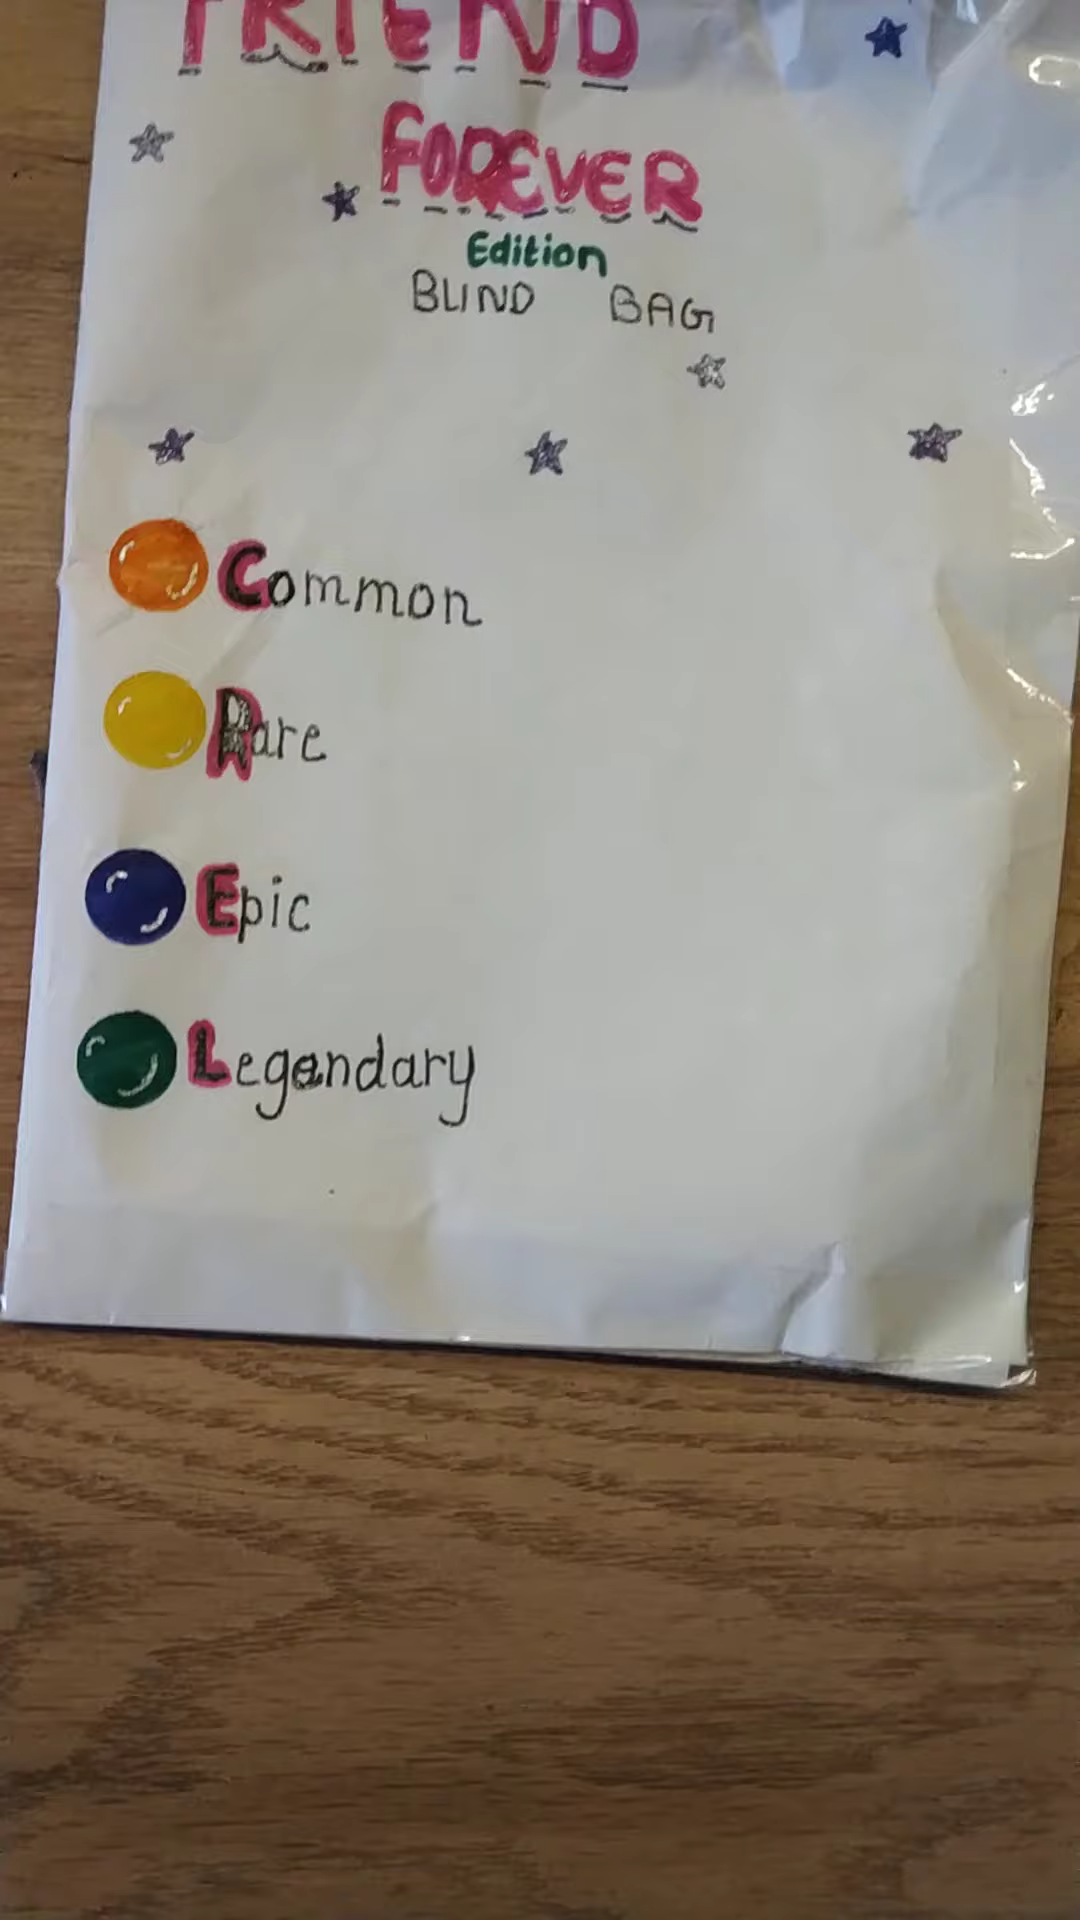 FRIEND
FOREVER
Edition
BLIND BAG
Common
Rare
Epic
Legendary